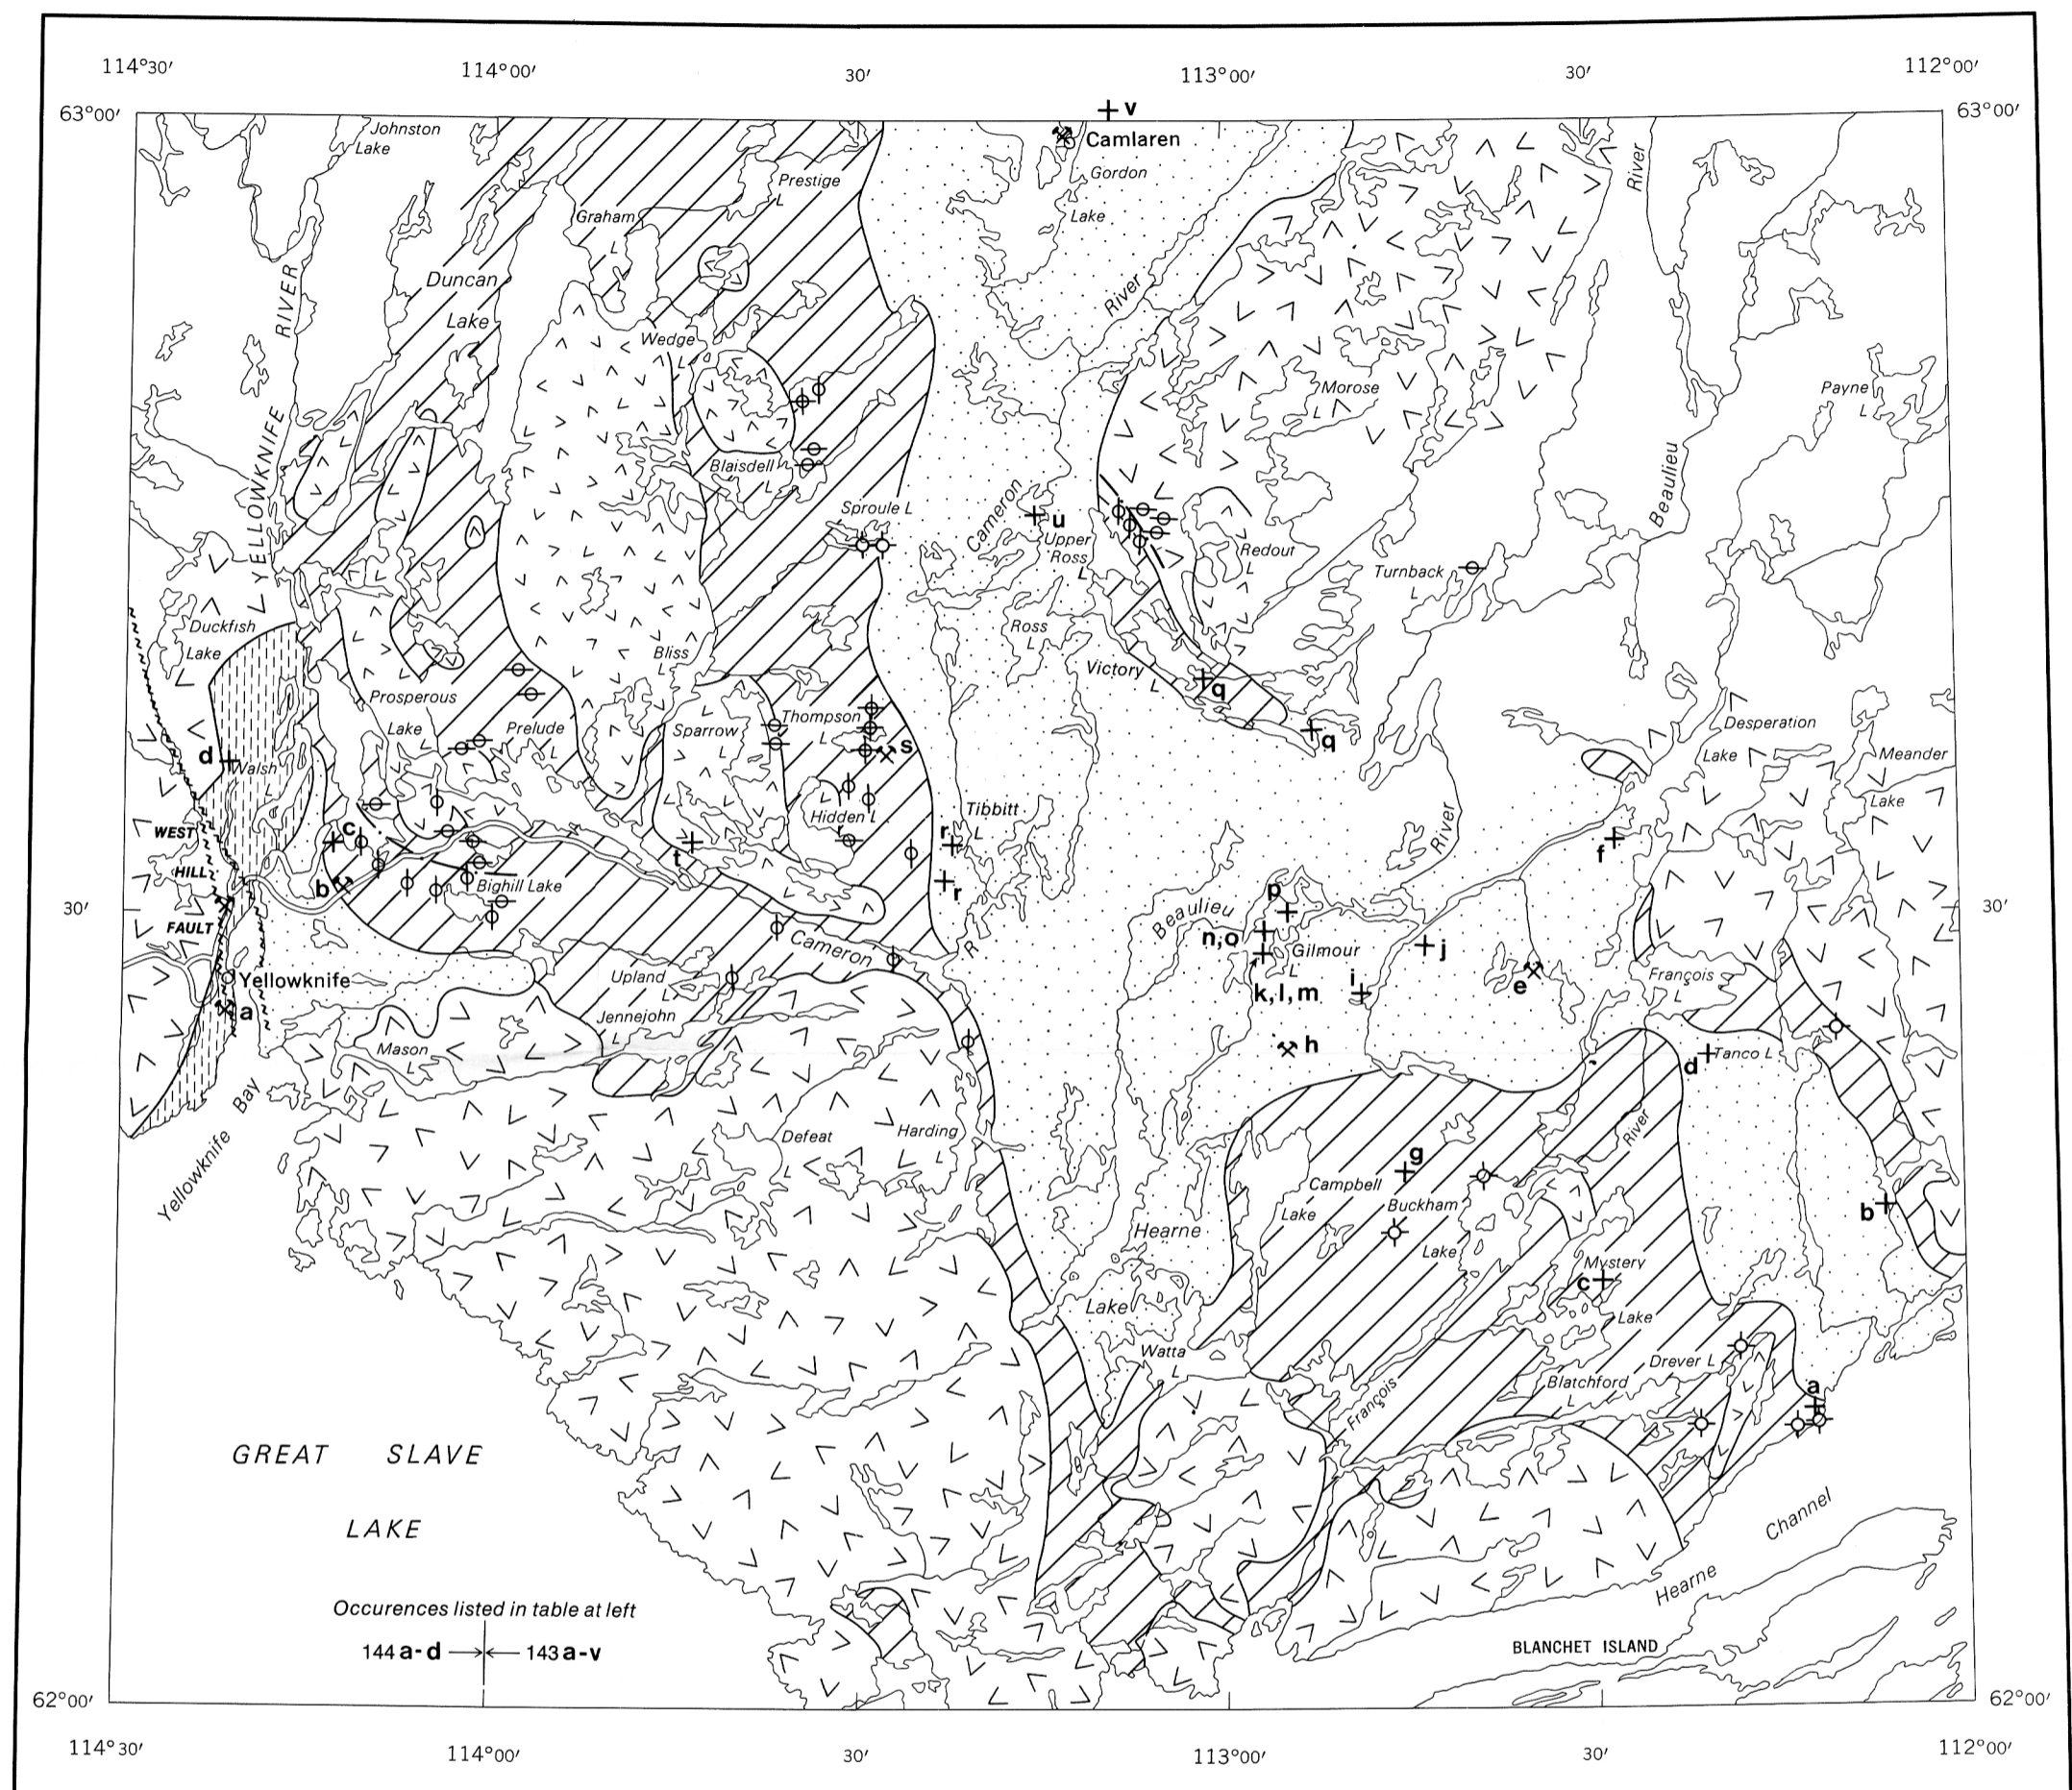 114°30′
114°00′
30′
113°00′
30′
112°00′
63°00′
63°00′
v
Camlaren
Johnston
Lake
Gordon
Lake
River
Prestige
L
Graham
L
Duncan
Lake
YELLOWKNIFE RIVER
River
Wedge
L
Morose
L
Payne
L
Blaisdell
L
Sproule L
Cameron
u
Upper
Ross
L
Redout
L
Beaulieu
Turnback
L
Duckfish
Lake
Ross
L
Bliss
L
Victory
L
q
q
Prosperous
Lake
Prelude
L
Sparrow
L
Thompson
L
s
Desperation
Lake
Meander
Lake
d
Walsh
L
Hidden L
Tibbitt
L
WEST
HILL
FAULT
c
b
t
r
r
r
Bighill Lake
River
f
30′
30′
p
Beaulieu
n,o
Gilmour
L
k,l,m
i
j
e
h
Cameron
R
Yellowknife
a
Upland
L
Jennejohn
L
Mason
L
François
L
d
Tanco L
Yellowknife Bay
Defeat
L
Harding
L
River
g
Campbell
Lake
Buckham
Lake
b
Hearne
Lake
Mystery
c
Lake
Watta
L
Drever L
Blatchford
L
François
a
GREAT SLAVE
LAKE
Channel
Hearne
BLANCHET ISLAND
Occurences listed in table at left
144 a-d
143 a-v
62°00′
62°00′
114°30′
114°00′
30′
113°00′
30′
112°00′